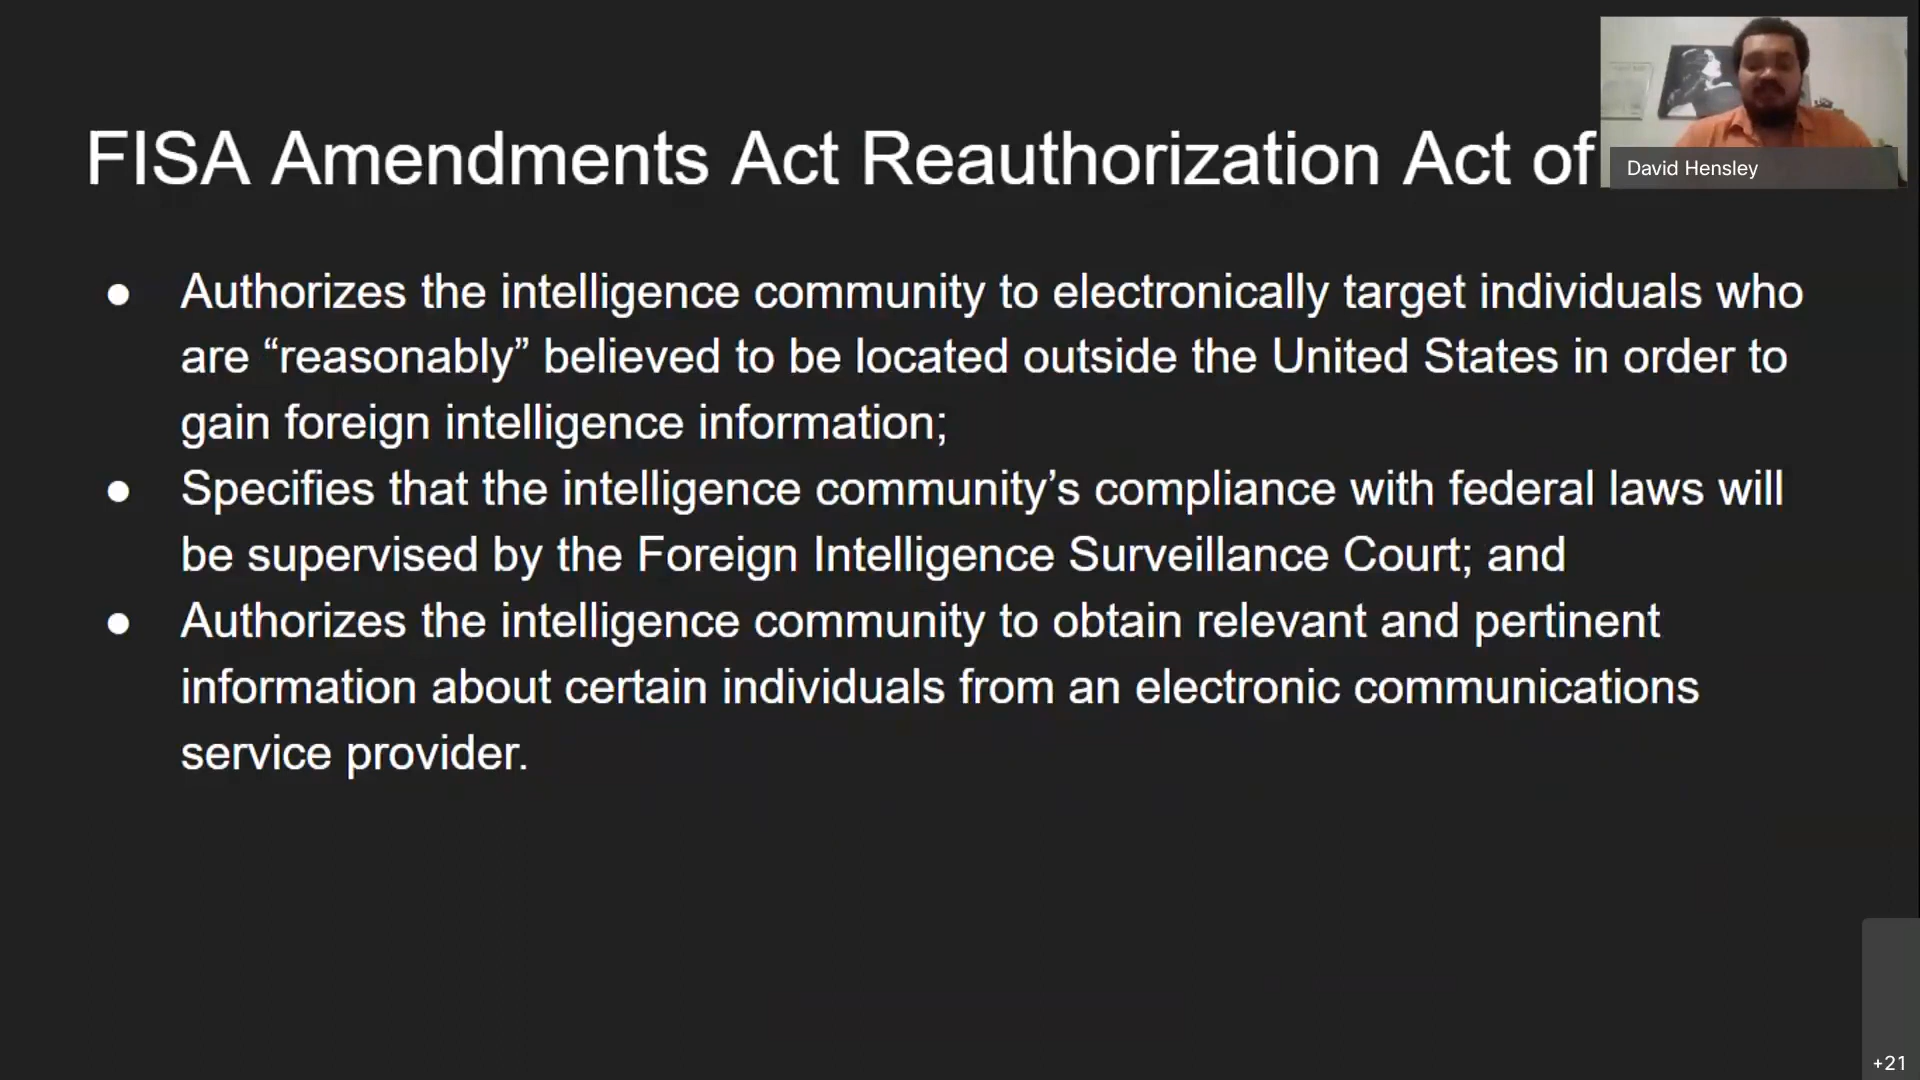 FISA Amendments Act Reauthorization Act of
David Hensley
● Authorizes the intelligence community to electronically target individuals who
are “reasonably” believed to be located outside the United States in order to
gain foreign intelligence information;
● Specifies that the intelligence community’s compliance with federal laws will
be supervised by the Foreign Intelligence Surveillance Court; and
● Authorizes the intelligence community to obtain relevant and pertinent
information about certain individuals from an electronic communications
service provider.
+21